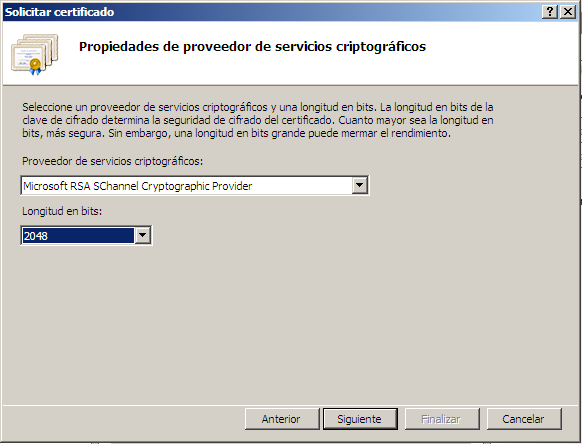 Solicitar certificado
Propiedades de proveedor de servicios criptográficos
Seleccione un proveedor de servicios criptográficos y una longitud en bits. La longitud en bits de la
clave de cifrado determina la seguridad de cifrado del certificado. Cuanto mayor sea la longitud en
bits, más segura. Sin embargo, una longitud en bits grande puede mermar el rendimiento.
Proveedor de servicios criptográficos:
Microsoft RSA SChannel Cryptographic Provider
Longitud en bits:
2048
Anterior Siguiente Finalizar Cancelar